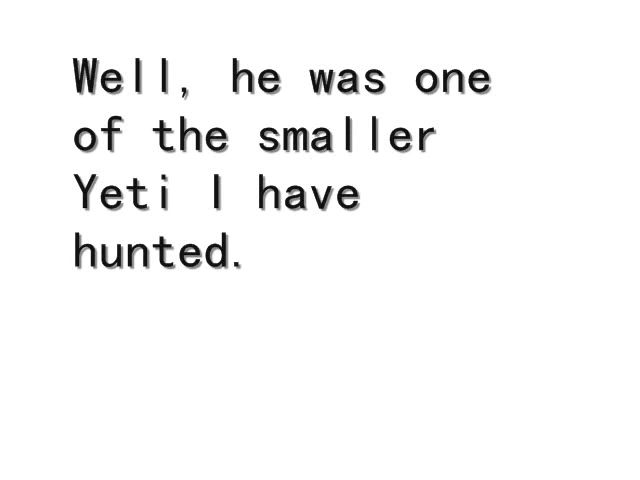 Well, he was one
of the smaller
Yeti I have
hunted.